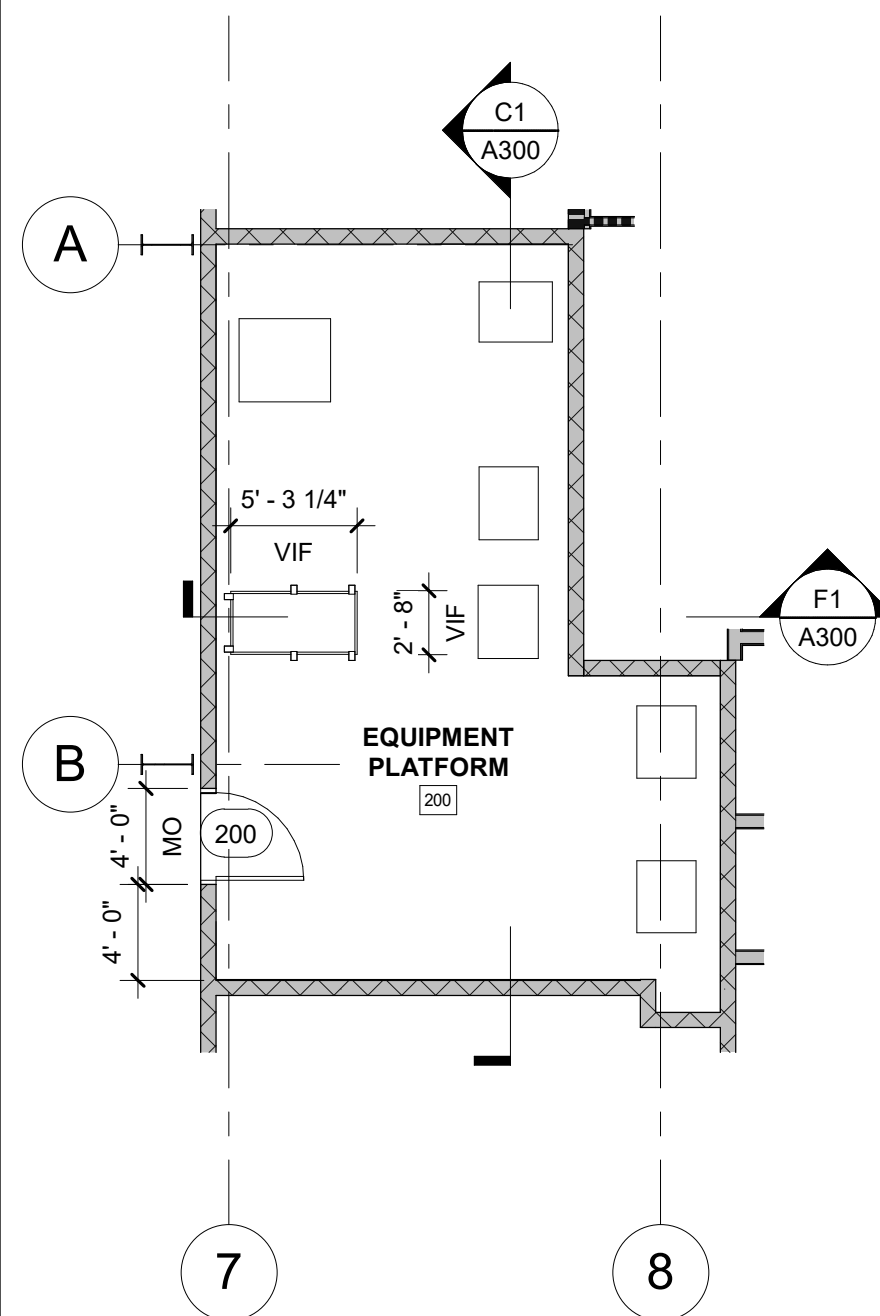 C1
A300
A
5' - 3 1/4"
VIF
2' - 8"
VIF
F1
A300
EQUIPMENT
PLATFORM
200
B
4' - 0"
MO
200
4' - 0"
7
8